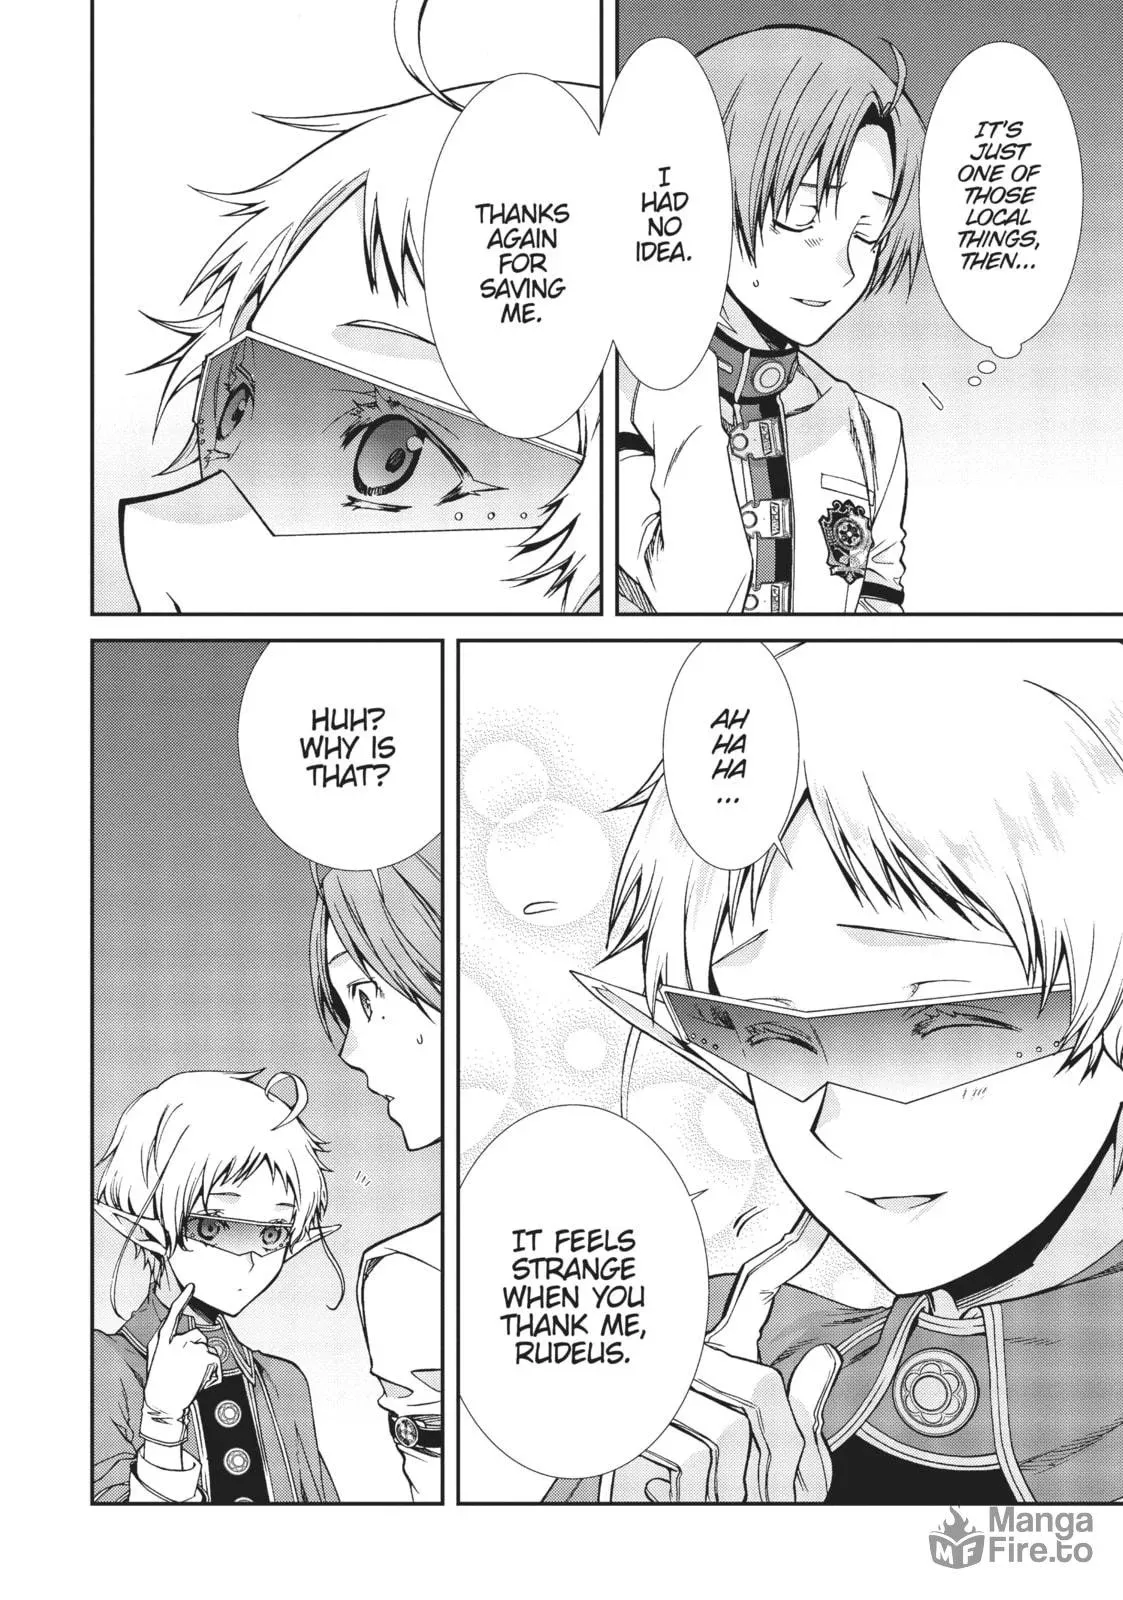 IT'S
JUST
ONE OF
THOSE
LOCAL
THINGS,
THEN...
I
HAD
NO
IDEA.
THANKS
AGAIN
FOR
SAVING
ME.
AH
HA
HA
...
IT FEELS
STRANGE
WHEN YOU
THANK ME,
RUDEUS.
HUH?
WHY IS
THAT?
MF
Manga
Fire.to